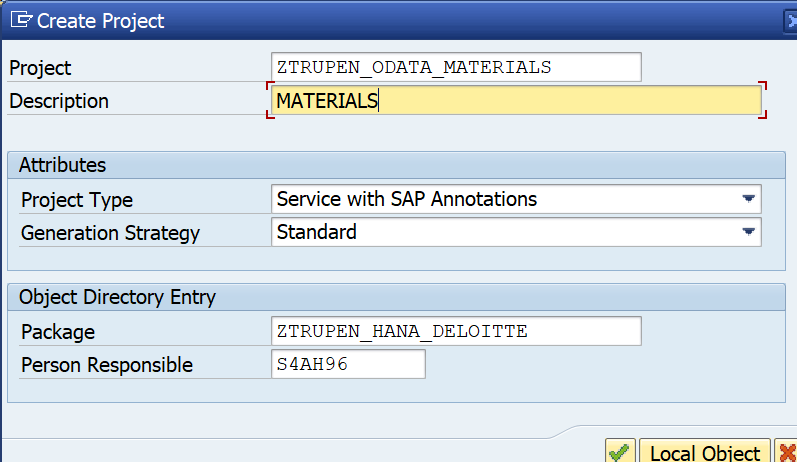 Create Project
Project ZTRUPEN_ODATA_MATERIALS
Description MATERIALS
Attributes
Project Type Service with SAP Annotations
Generation Strategy Standard
Object Directory Entry
Package ZTRUPEN_HANA_DELOITTE
Person Responsible S4AH96
Local Object